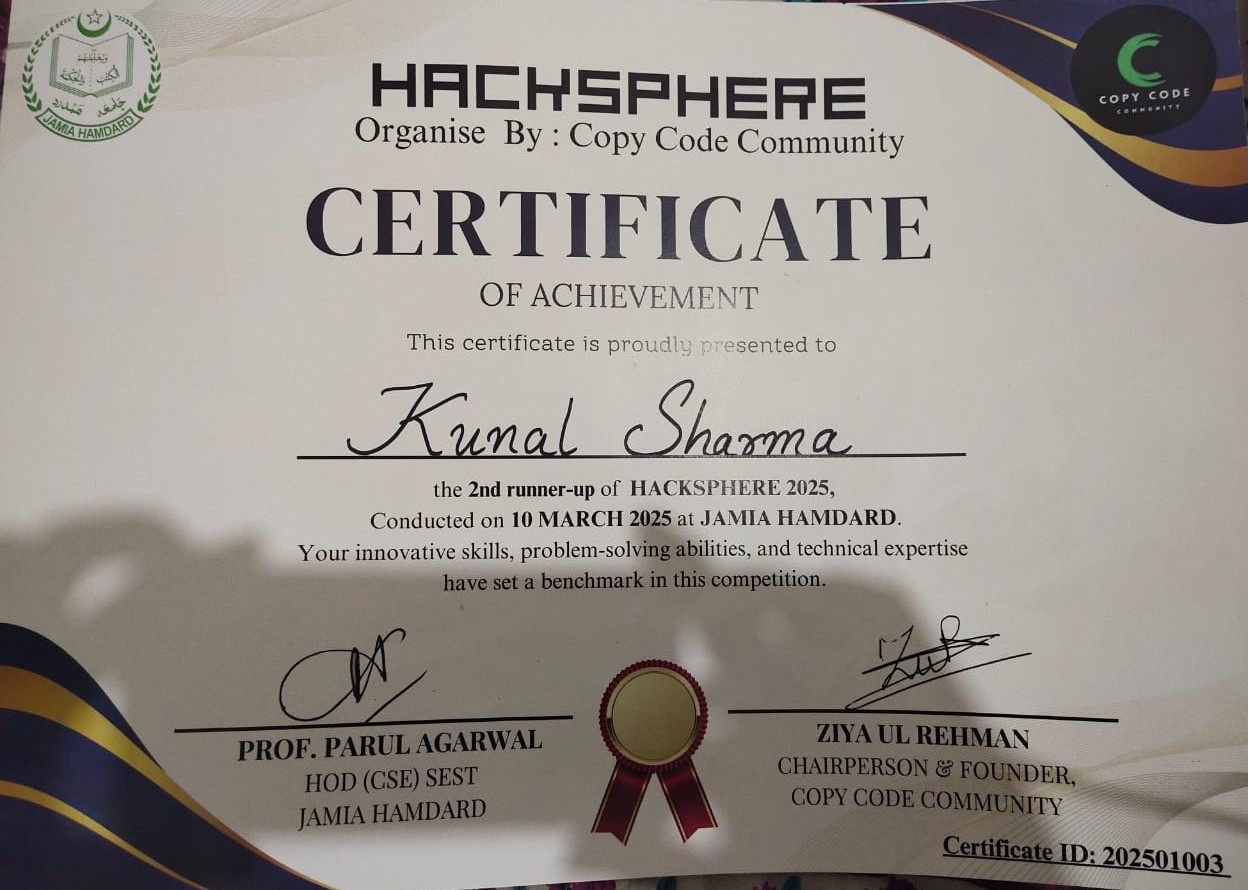 HACKSPHERE
Organise By : Copy Code Community
JAMIA HAMDARD
COPY CODE
COMMUNITY
CERTIFICATE
OF ACHIEVEMENT
This certificate is proudly presented to
Kunal Sharma
the 2nd runner-up of HACKSPHERE 2025,
Conducted on 10 MARCH 2025 at JAMIA HAMDARD.
Your innovative skills, problem-solving abilities, and technical expertise
have set a benchmark in this competition.
PROF. PARUL AGARWAL
HOD (CSE) SEST
JAMIA HAMDARD
ZIYA UL REHMAN
CHAIRPERSON & FOUNDER,
COPY CODE COMMUNITY
Certificate ID: 202501003